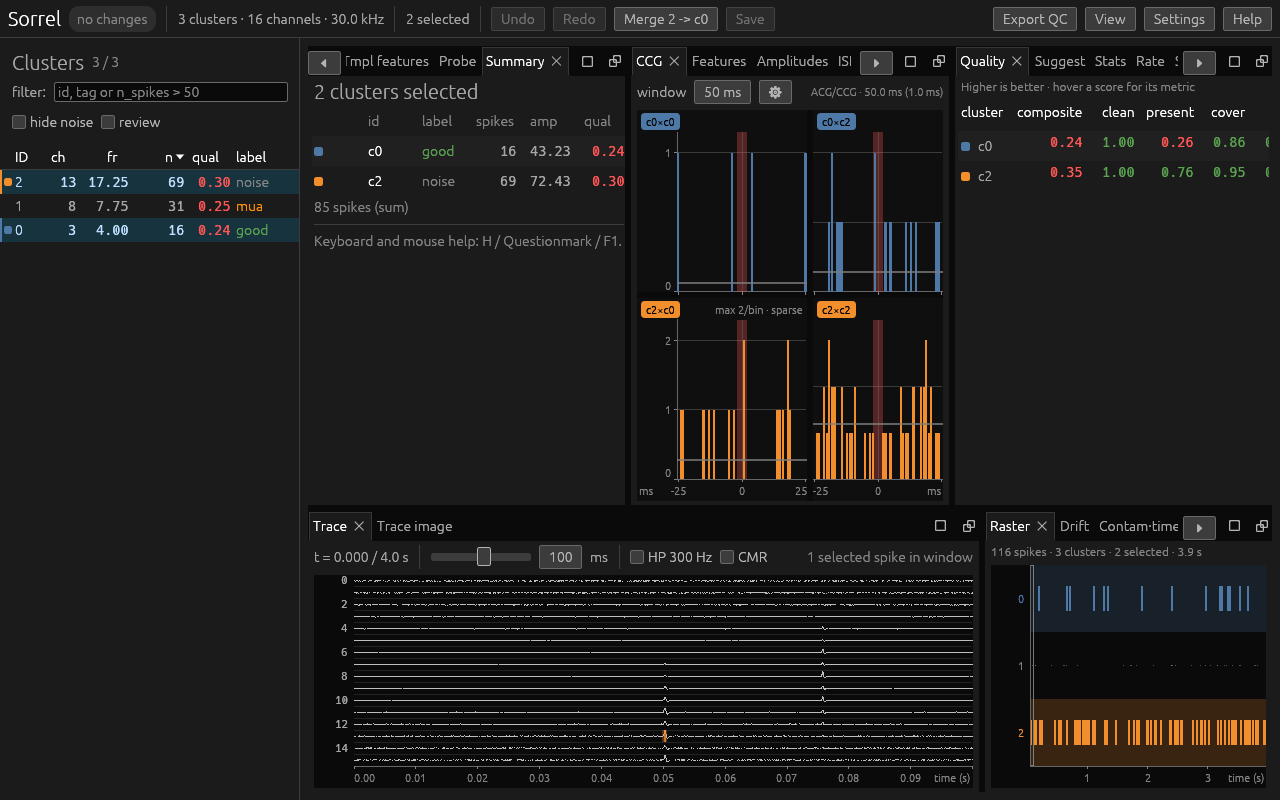 Sorrel no changes 3 clusters · 16 channels · 30.0 kHz 2 selected Undo Redo Merge 2 -> c0 Save Export QC View Settings Help
Clusters 3 / 3
filter: id, tag or n_spikes > 50
hide noise review
ID ch fr n qual label
2 13 17.25 69 0.30 noise
1 8 7.75 31 0.25 mua
0 3 4.00 16 0.24 good
Tmpl features Probe Summary
2 clusters selected
id label spikes amp qual
c0 good 16 43.23 0.24
c2 noise 69 72.43 0.30
85 spikes (sum)
Keyboard and mouse help: H / Questionmark / F1.
CCG Features Amplitudes ISI
window 50 ms ACG/CCG · 50.0 ms (1.0 ms)
c0×c0 c0×c2
1
0
c2×c0 max 2/bin · sparse c2×c2
2
1
0
ms -25 0 25 -25 0 ms
Quality Suggest Stats Rate
Higher is better · hover a score for its metric
cluster composite clean present cover
c0 0.24 1.00 0.26 0.86
c2 0.35 1.00 0.76 0.95
Trace Trace image
t = 0.000 / 4.0 s 100 ms HP 300 Hz CMR 1 selected spike in window
0
2
4
6
8
10
12
14
0.00 0.01 0.02 0.03 0.04 0.05 0.06 0.07 0.08 0.09 time (s)
Raster Drift Contam-time
116 spikes · 3 clusters · 2 selected · 3.9 s
0
1
2
1 2 3 time (s)